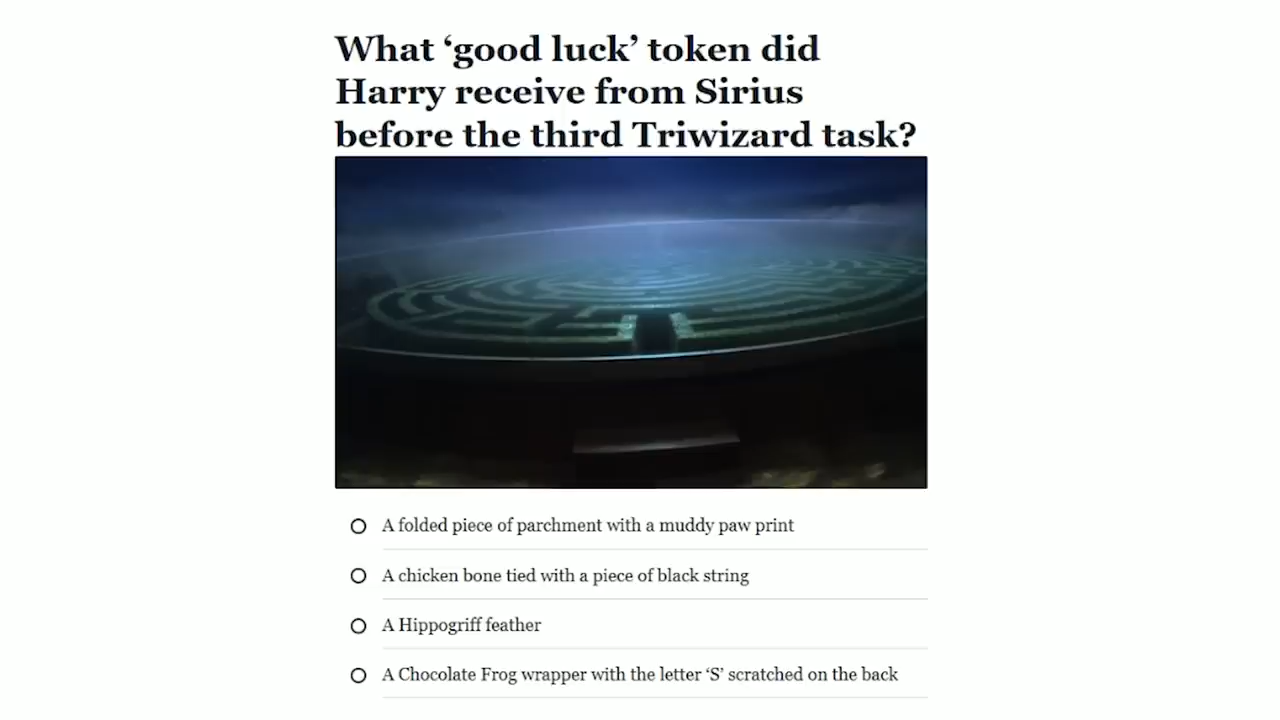 What ‘good luck’ token did
Harry receive from Sirius
before the third Triwizard task?
A folded piece of parchment with a muddy paw print
A chicken bone tied with a piece of black string
A Hippogriff feather
A Chocolate Frog wrapper with the letter ‘S’ scratched on the back